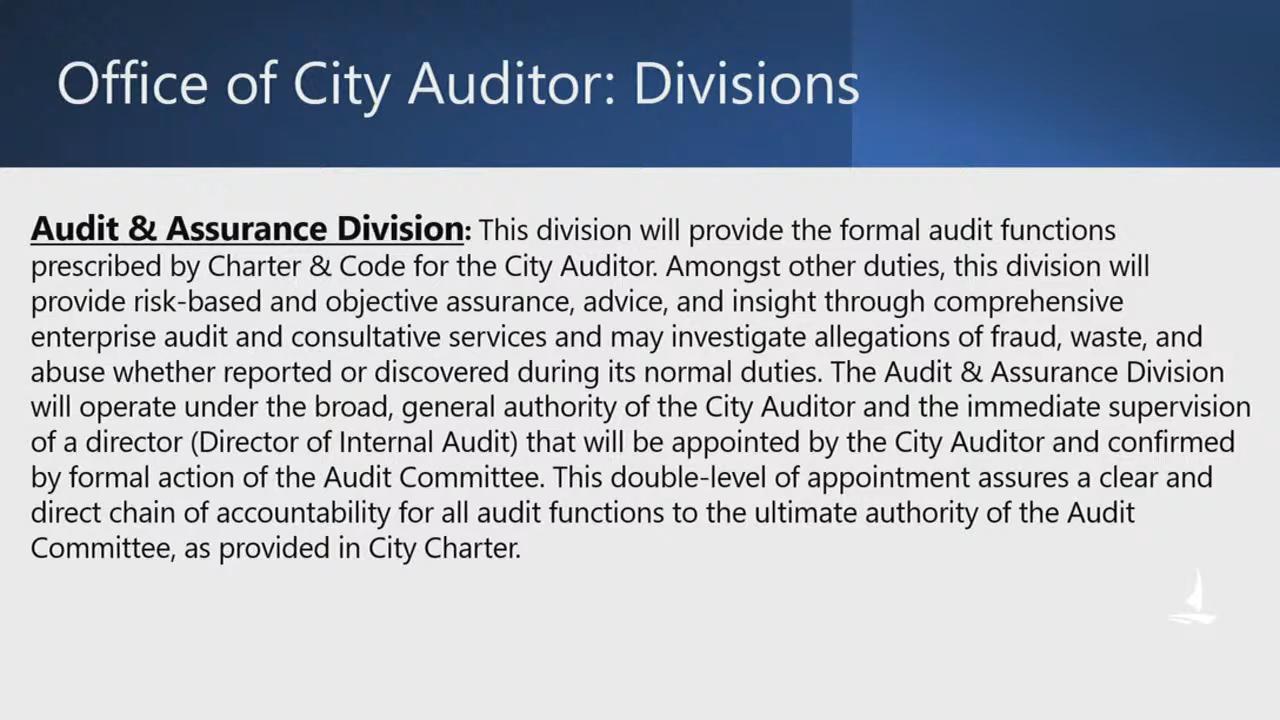 Office of City Auditor: Divisions
Audit & Assurance Division: This division will provide the formal audit functions
prescribed by Charter & Code for the City Auditor. Amongst other duties, this division will
provide risk-based and objective assurance, advice, and insight through comprehensive
enterprise audit and consultative services and may investigate allegations of fraud, waste, and
abuse whether reported or discovered during its normal duties. The Audit & Assurance Division
will operate under the broad, general authority of the City Auditor and the immediate supervision
of a director (Director of Internal Audit) that will be appointed by the City Auditor and confirmed
by formal action of the Audit Committee. This double-level of appointment assures a clear and
direct chain of accountability for all audit functions to the ultimate authority of the Audit
Committee, as provided in City Charter.